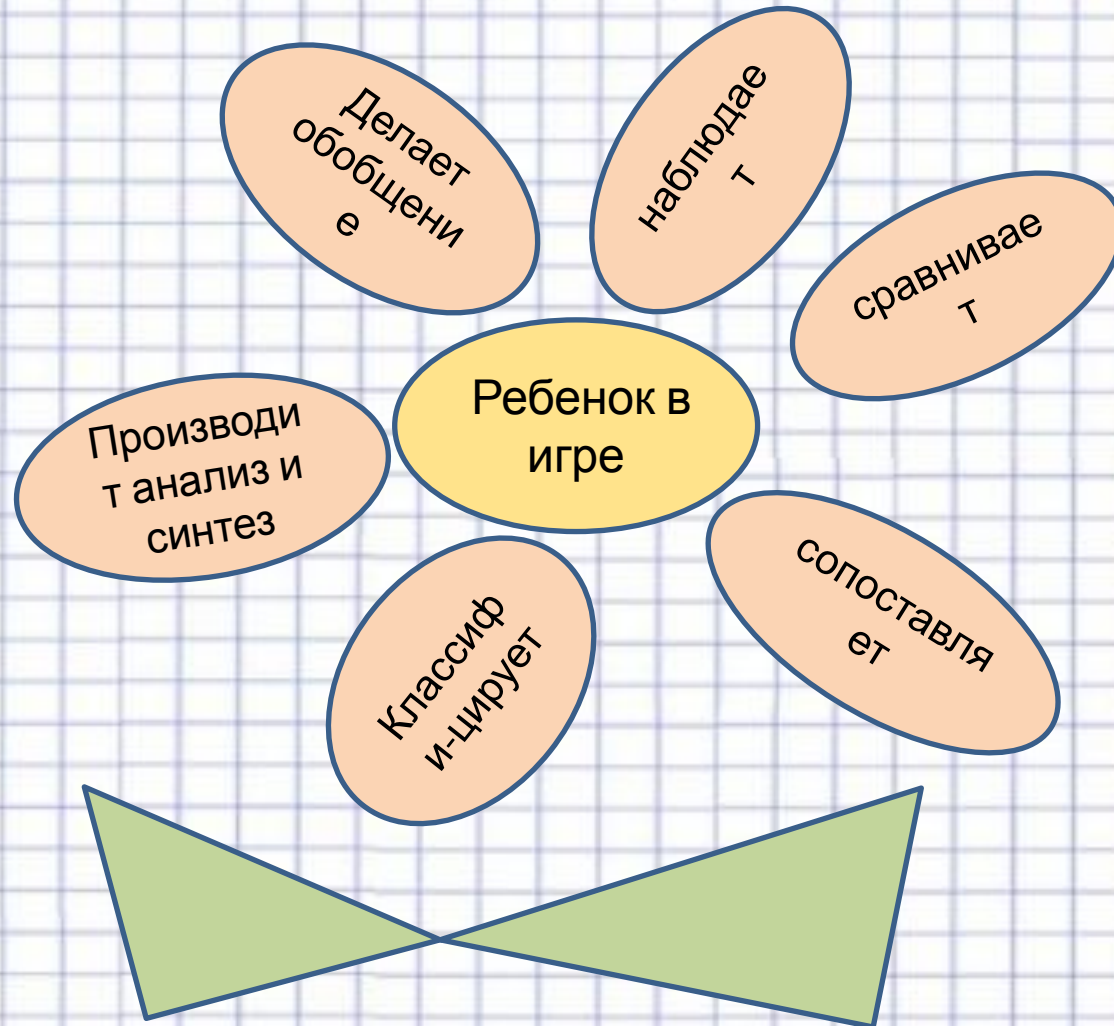 Делает
обобщени
е
наблюдае
т
сравнивае
т
Ребенок в
игре
Производи
т анализ и
синтез
сопоставля
ет
Классиф
и-цирует